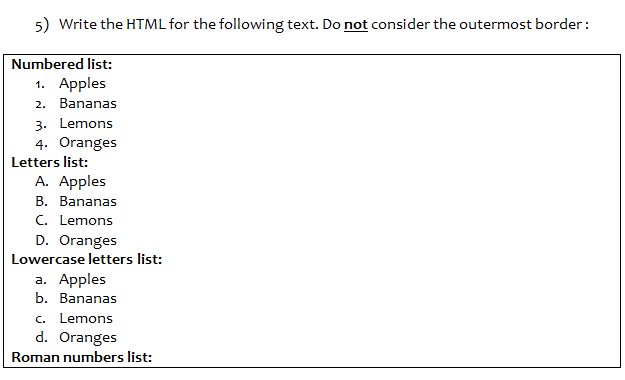 5) Write the HTML for the following text. Do not consider the outermost border :
Numbered list:
1. Apples
2. Bananas
3. Lemons
4. Oranges
Letters list:
A. Apples
B. Bananas
C. Lemons
D. Oranges
Lowercase letters list:
a. Apples
b. Bananas
c. Lemons
d. Oranges
Roman numbers list: